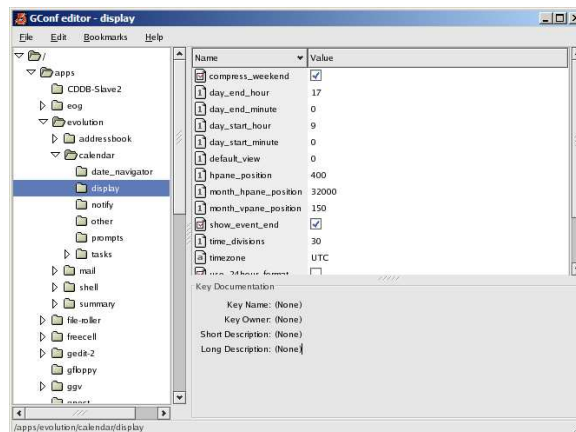 GConf editor - display
File Edit Bookmarks Help
/
apps
CDDB-Slave2
eog
evolution
addressbook
calendar
date_navigator
display
notify
other
prompts
tasks
mail
shell
summary
file-roller
freecell
gedit-2
gfloppy
ggv
Name Value
compress_weekend
day_end_hour 17
day_end_minute 0
day_start_hour 9
day_start_minute 0
default_view 0
hpane_position 400
month_hpane_position 32000
month_vpane_position 150
show_event_end
time_divisions 30
timezone UTC
use_24hour_format
Key Documentation
Key Name: (None)
Key Owner: (None)
Short Description: (None)
Long Description: (None)
/apps/evolution/calendar/display